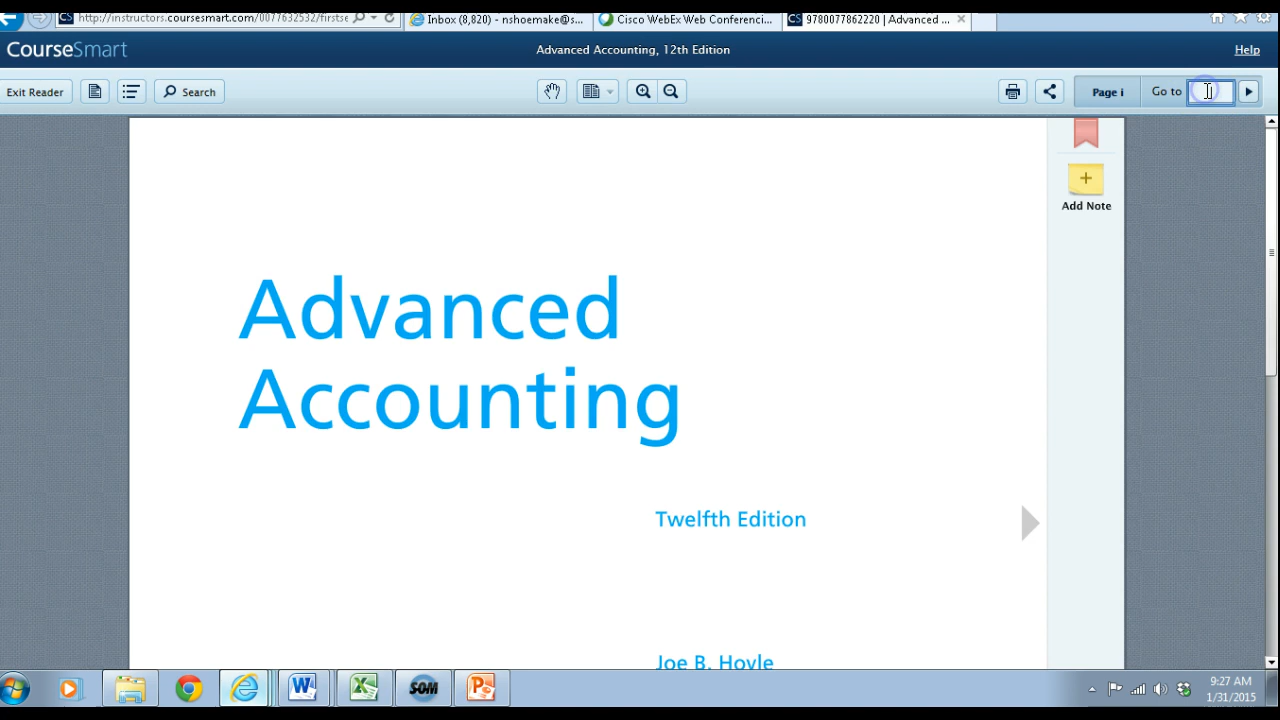 http://instructors.coursesmart.com/0077632532/firstse
Inbox (8,820) - nshoemake@s...
Cisco WebEx Web Conferenci...
CS 9780077862220 | Advanced ...
CourseSmart
Advanced Accounting, 12th Edition
Help
Exit Reader
Search
Page i
Go to
Add Note
Advanced
Accounting
Twelfth Edition
Joe B. Hoyle
SOM
9:27 AM
1/31/2015